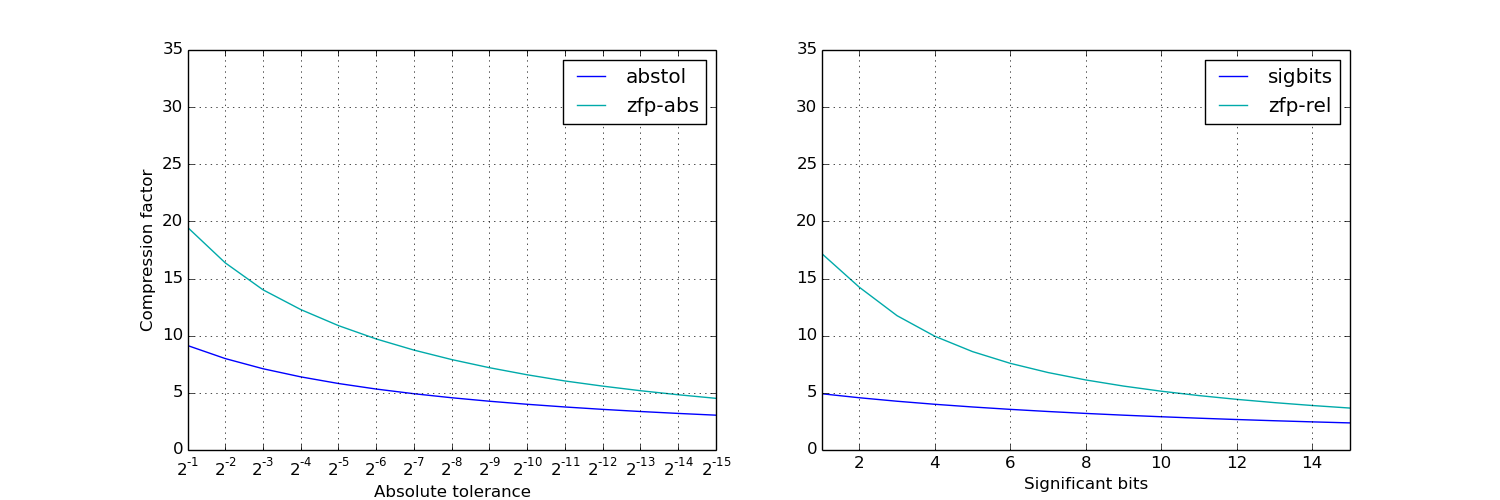 35
30
25
20
15
10
5
0
Compression factor
2^-1 2^-2 2^-3 2^-4 2^-5 2^-6 2^-7 2^-8 2^-9 2^-10 2^-11 2^-12 2^-13 2^-14 2^-15
Absolute tolerance
abstol
zfp-abs
35
30
25
20
15
10
5
0
2 4 6 8 10 12 14
Significant bits
sigbits
zfp-rel